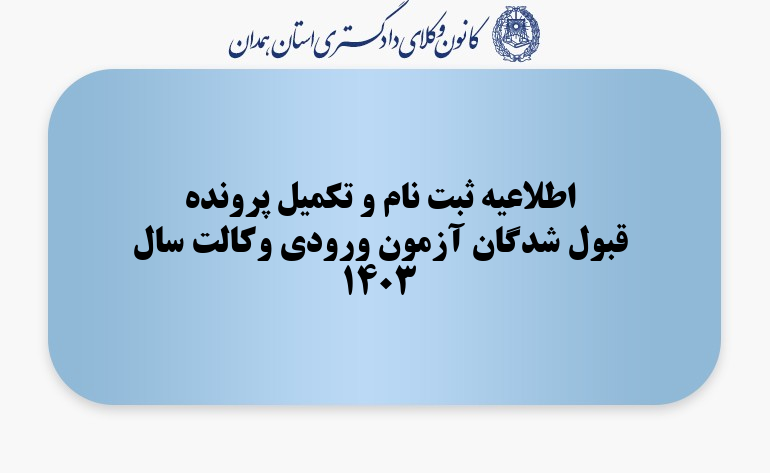 کانون وکلای دادگستری استان همدان
اطلاعیه ثبت نام و تکمیل پرونده
قبول شدگان آزمون ورودی وکالت سال
۱۴۰۳